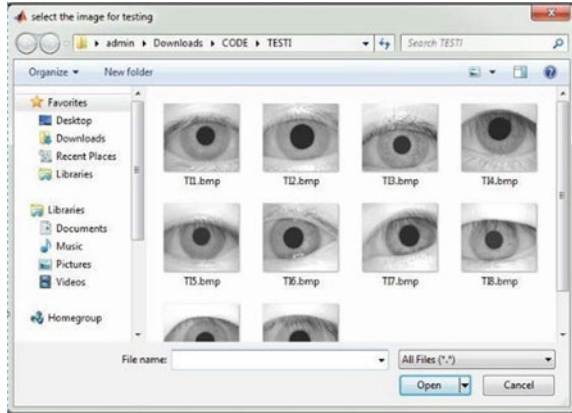 select the image for testing
admin ▸ Downloads ▸ CODE ▸ TESTI
Search TESTI
Organize
New folder
Favorites
Desktop
Downloads
Recent Places
Libraries
Libraries
Documents
Music
Pictures
Videos
Homegroup
TI1.bmp TI2.bmp TI3.bmp TI4.bmp
TI5.bmp TI6.bmp TI7.bmp TI8.bmp
File name:
All Files (*.*)
Open Cancel